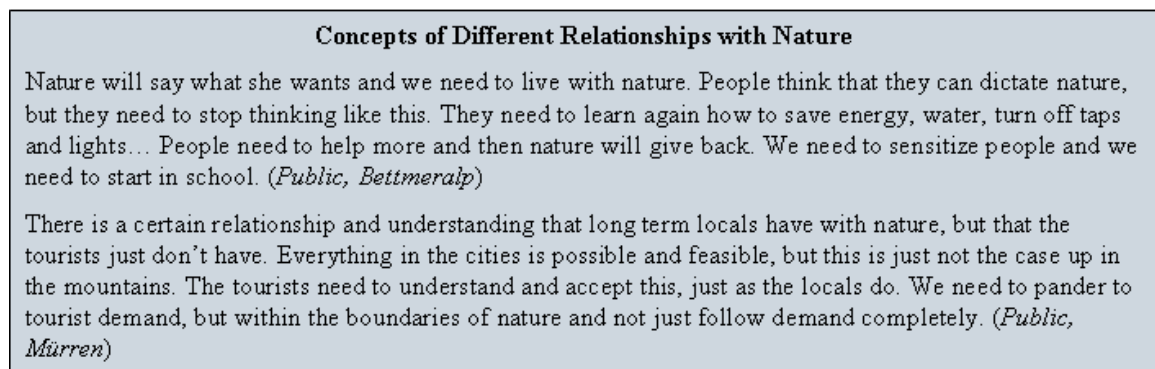 Concepts of Different Relationships with Nature
Nature will say what she wants and we need to live with nature. People think that they can dictate nature,
but they need to stop thinking like this. They need to learn again how to save energy, water, turn off taps
and lights… People need to help more and then nature will give back. We need to sensitize people and we
need to start in school. (Public, Bettmeralp)
There is a certain relationship and understanding that long term locals have with nature, but that the
tourists just don't have. Everything in the cities is possible and feasible, but this is just not the case up in
the mountains. The tourists need to understand and accept this, just as the locals do. We need to pander to
tourist demand, but within the boundaries of nature and not just follow demand completely. (Public,
Mürren)